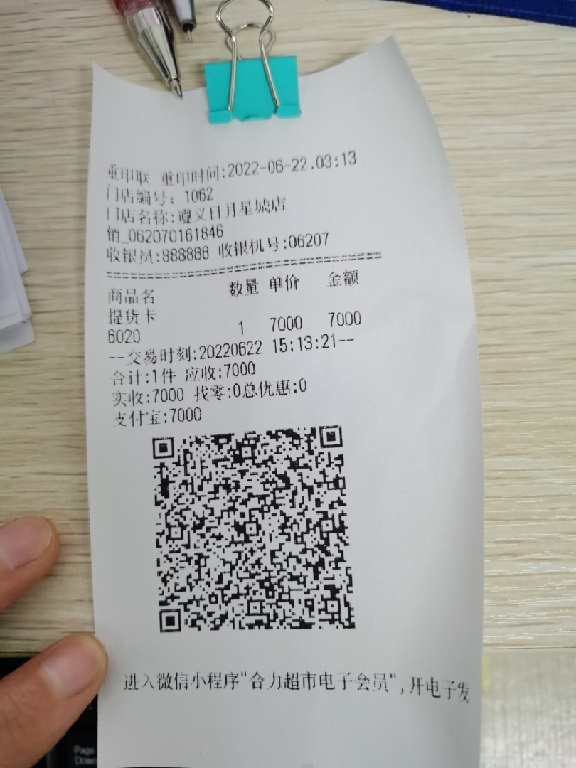 重印联 重印时间:2022-06-22.03:13
门店编号: 1062
门店名称:遵义日月星城店
销_062070161846
收银员:888888 收银机号:06207
商品名 数量 单价 金额
提货卡
6020 1 7000 7000
--交易时刻:20220622 15:13:21--
合计:1件 应收:7000
实收:7000 找零:0总优惠:0
支付宝:7000
进入微信小程序"合力超市电子会员",开电子发
Page
Down